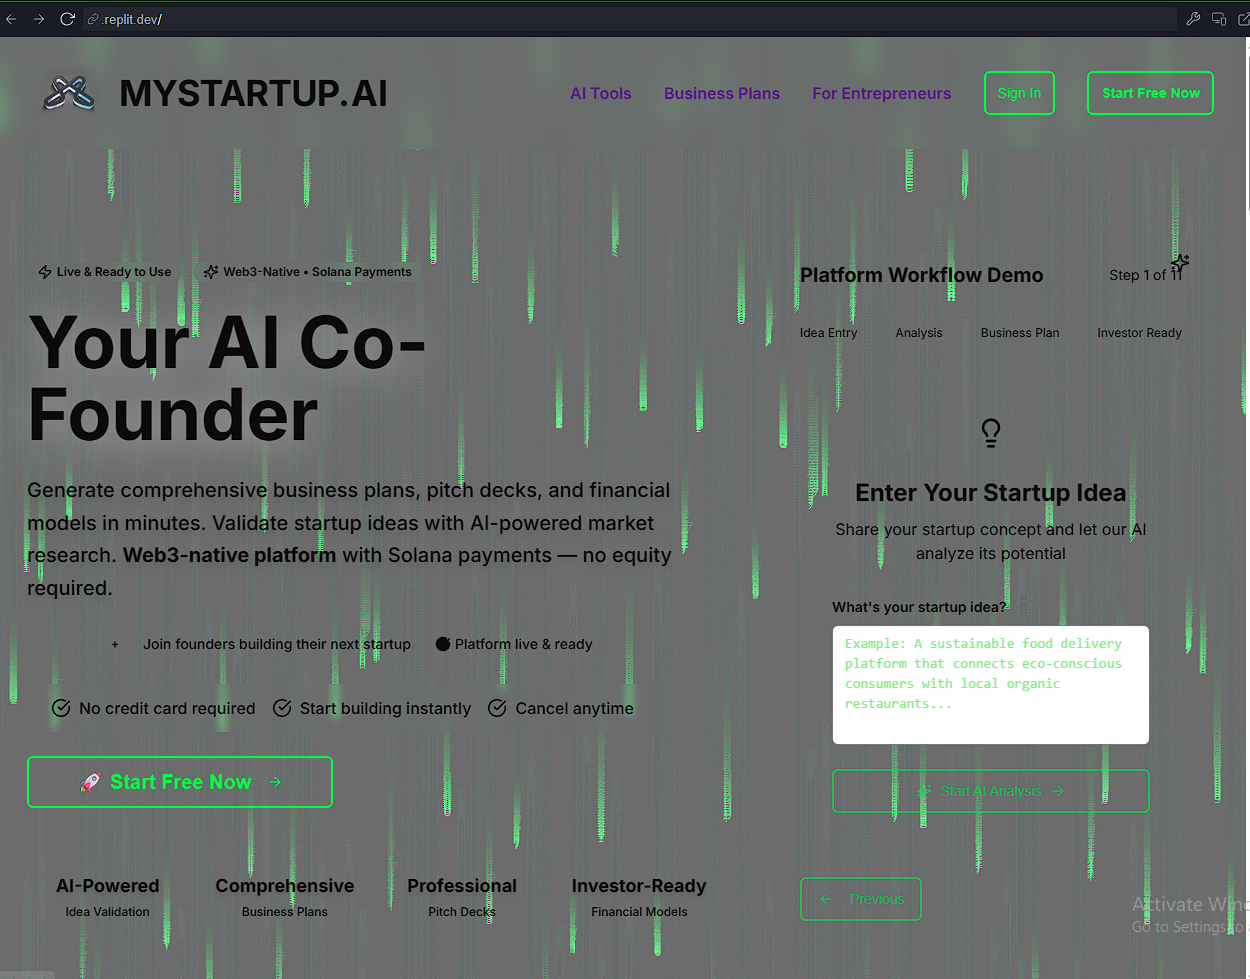 .replit.dev/
MYSTARTUP.AI
AI Tools
Business Plans
For Entrepreneurs
Sign In
Start Free Now
Live & Ready to Use
Web3-Native • Solana Payments
Your AI Co-
Founder
Generate comprehensive business plans, pitch decks, and financial
models in minutes. Validate startup ideas with AI-powered market
research. Web3-native platform with Solana payments — no equity
required.
+
Join founders building their next startup
Platform live & ready
No credit card required
Start building instantly
Cancel anytime
🚀 Start Free Now →
AI-Powered
Idea Validation
Comprehensive
Business Plans
Professional
Pitch Decks
Investor-Ready
Financial Models
Platform Workflow Demo
Step 1 of 11
Idea Entry
Analysis
Business Plan
Investor Ready
Enter Your Startup Idea
Share your startup concept and let our AI
analyze its potential
What's your startup idea?
Example: A sustainable food delivery
platform that connects eco-conscious
consumers with local organic
restaurants...
Start AI Analysis →
← Previous
Activate Wind
Go to Settings to a